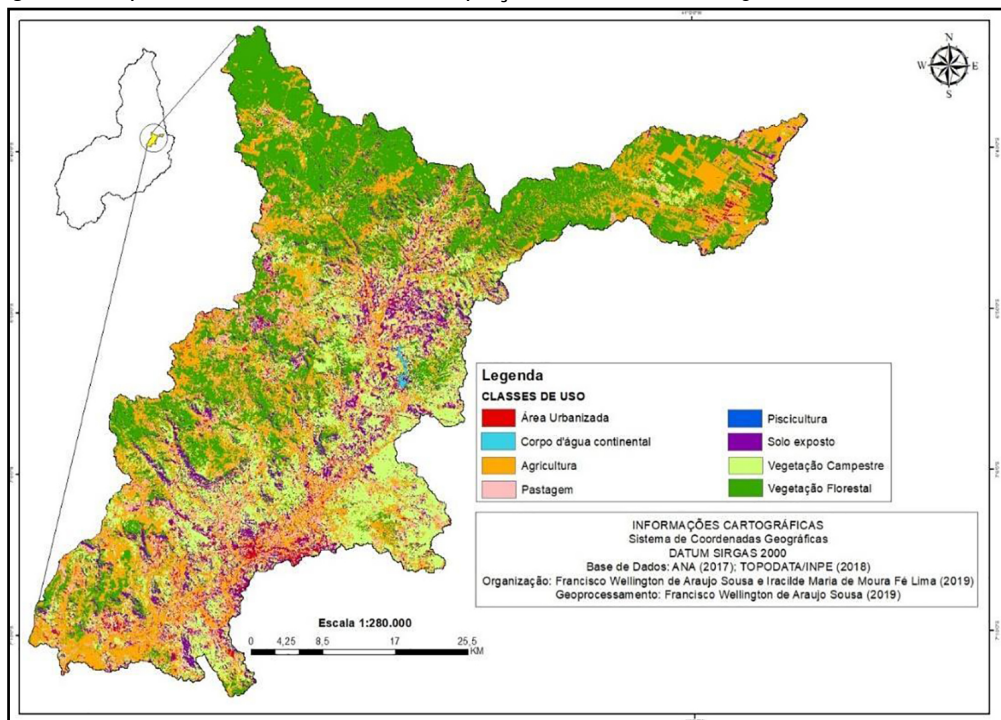 N
W E
S
Legenda
CLASSES DE USO
Área Urbanizada
Corpo d'água continental
Agricultura
Pastagem
Piscicultura
Solo exposto
Vegetação Campestre
Vegetação Florestal
INFORMAÇÕES CARTOGRÁFICAS
Sistema de Coordenadas Geográficas
DATUM SIRGAS 2000
Base de Dados: ANA (2017); TOPODATA/INPE (2018)
Organização: Francisco Wellington de Araujo Sousa e Iracilde Maria de Moura Fé Lima (2019)
Geoprocessamento: Francisco Wellington de Araujo Sousa (2019)
Escala 1:280.000
0 4,25 8,5 17 25,5
KM